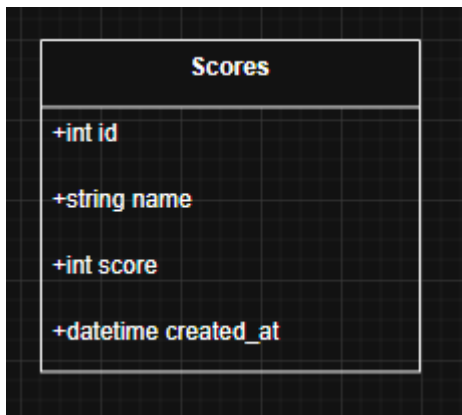 Scores
+int id
+string name
+int score
+datetime created_at